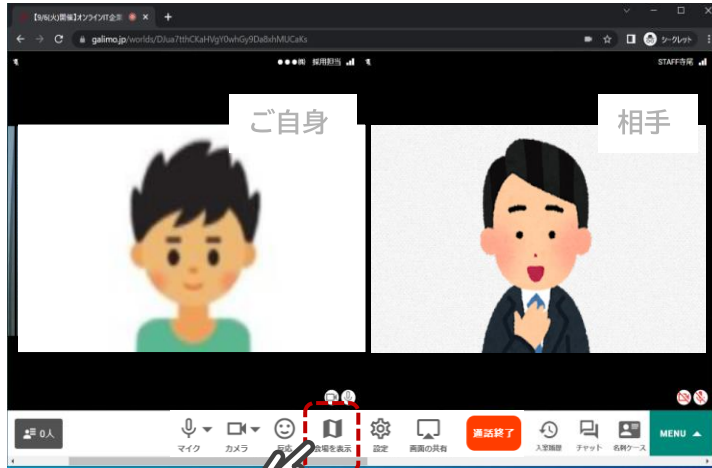 【9/6(火)開催】オンラインIT企業
galimo.jp/worlds/DJua7tthCXaHVgY0whGy9Da8xhMUCaKs
シークレット
●●●㈱ 採用担当
STAFF寺尾
ご自身
相手
0人
マイク
カメラ
反応
会場を表示
設定
画面の共有
通話終了
入室履歴
チャット
名刺ケース
MENU